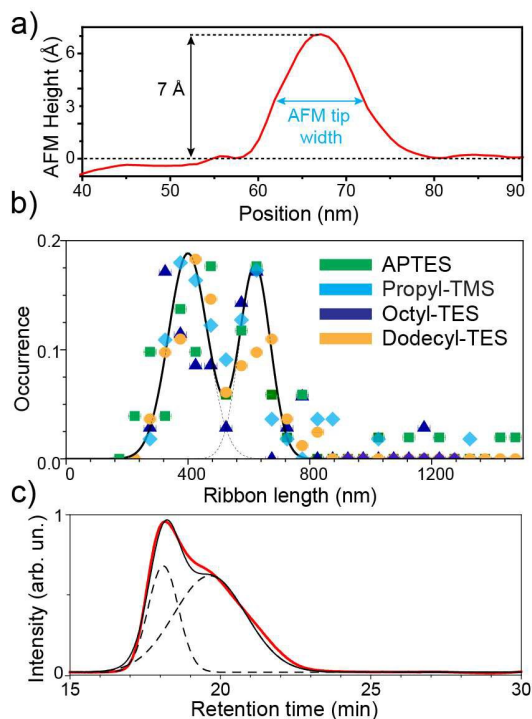 a)
AFM Height (Å)
6
3
0
7 Å
AFM tip
width
40 50 60 70 80 90
Position (nm)
b)
Occurrence
0.2
0.1
0.0
APTES
Propyl-TMS
Octyl-TES
Dodecyl-TES
0 400 800 1200
Ribbon length (nm)
c)
Intensity (arb. un.)
1
0
15 20 25 30
Retention time (min)